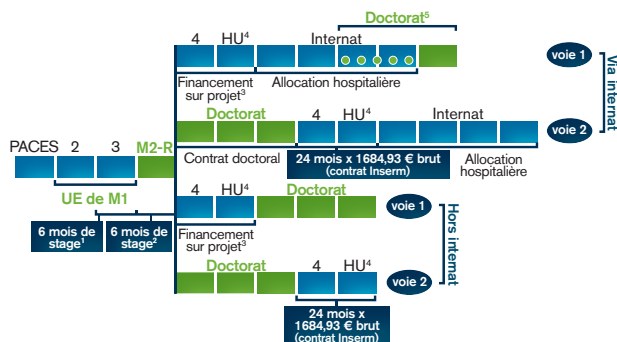 Doctorat⁵
4 HU⁴ Internat
voie 1
Financement
sur projet³
Allocation hospitalière
Via internat
Doctorat 4 HU⁴ Internat
voie 2
PACES 2 3 M2-R
Contrat doctoral
24 mois x 1684,93 € brut
(contrat Inserm)
Allocation
hospitalière
UE de M1
4 HU⁴ Doctorat
voie 1
6 mois de
stage¹
6 mois de
stage²
Financement
sur projet³
Hors internat
Doctorat 4 HU⁴
voie 2
24 mois x
1684,93 € brut
(contrat Inserm)